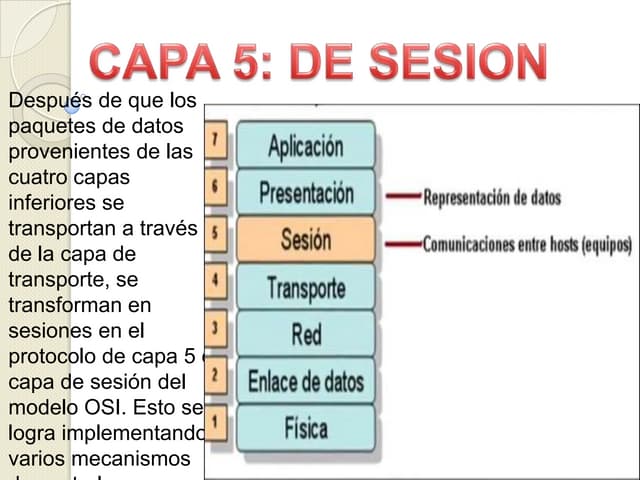 CAPA 5: DE SESION
Después de que los
paquetes de datos
provenientes de las
cuatro capas
inferiores se
transportan a través
de la capa de
transporte, se
transforman en
sesiones en el
protocolo de capa 5
capa de sesión del
modelo OSI. Esto se
logra implementando
varios mecanismos
7 Aplicación
6 Presentación Representación de datos
5 Sesión Comunicaciones entre hosts (equipos)
4 Transporte
3 Red
2 Enlace de datos
1 Física